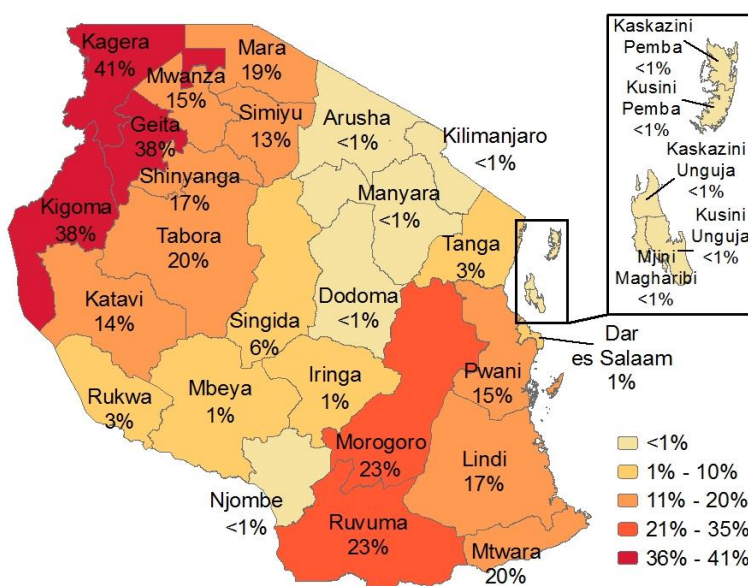 Kagera
41%
Mara
19%
Mwanza
15%
Simiyu
13%
Geita
38%
Shinyanga
17%
Kigoma
38%
Tabora
20%
Katavi
14%
Rukwa
3%
Mbeya
1%
Singida
6%
Iringa
1%
Njombe
<1%
Arusha
<1%
Kilimanjaro
<1%
Manyara
<1%
Dodoma
<1%
Tanga
3%
Morogoro
23%
Ruvuma
23%
Pwani
15%
Lindi
17%
Mtwara
20%
Dar
es Salaam
1%
Kaskazini
Pemba
<1%
Kusini
Pemba
<1%
Kaskazini
Unguja
<1%
Kusini
Unguja
<1%
Mjini
Magharibi
<1%
<1%
1% - 10%
11% - 20%
21% - 35%
36% - 41%